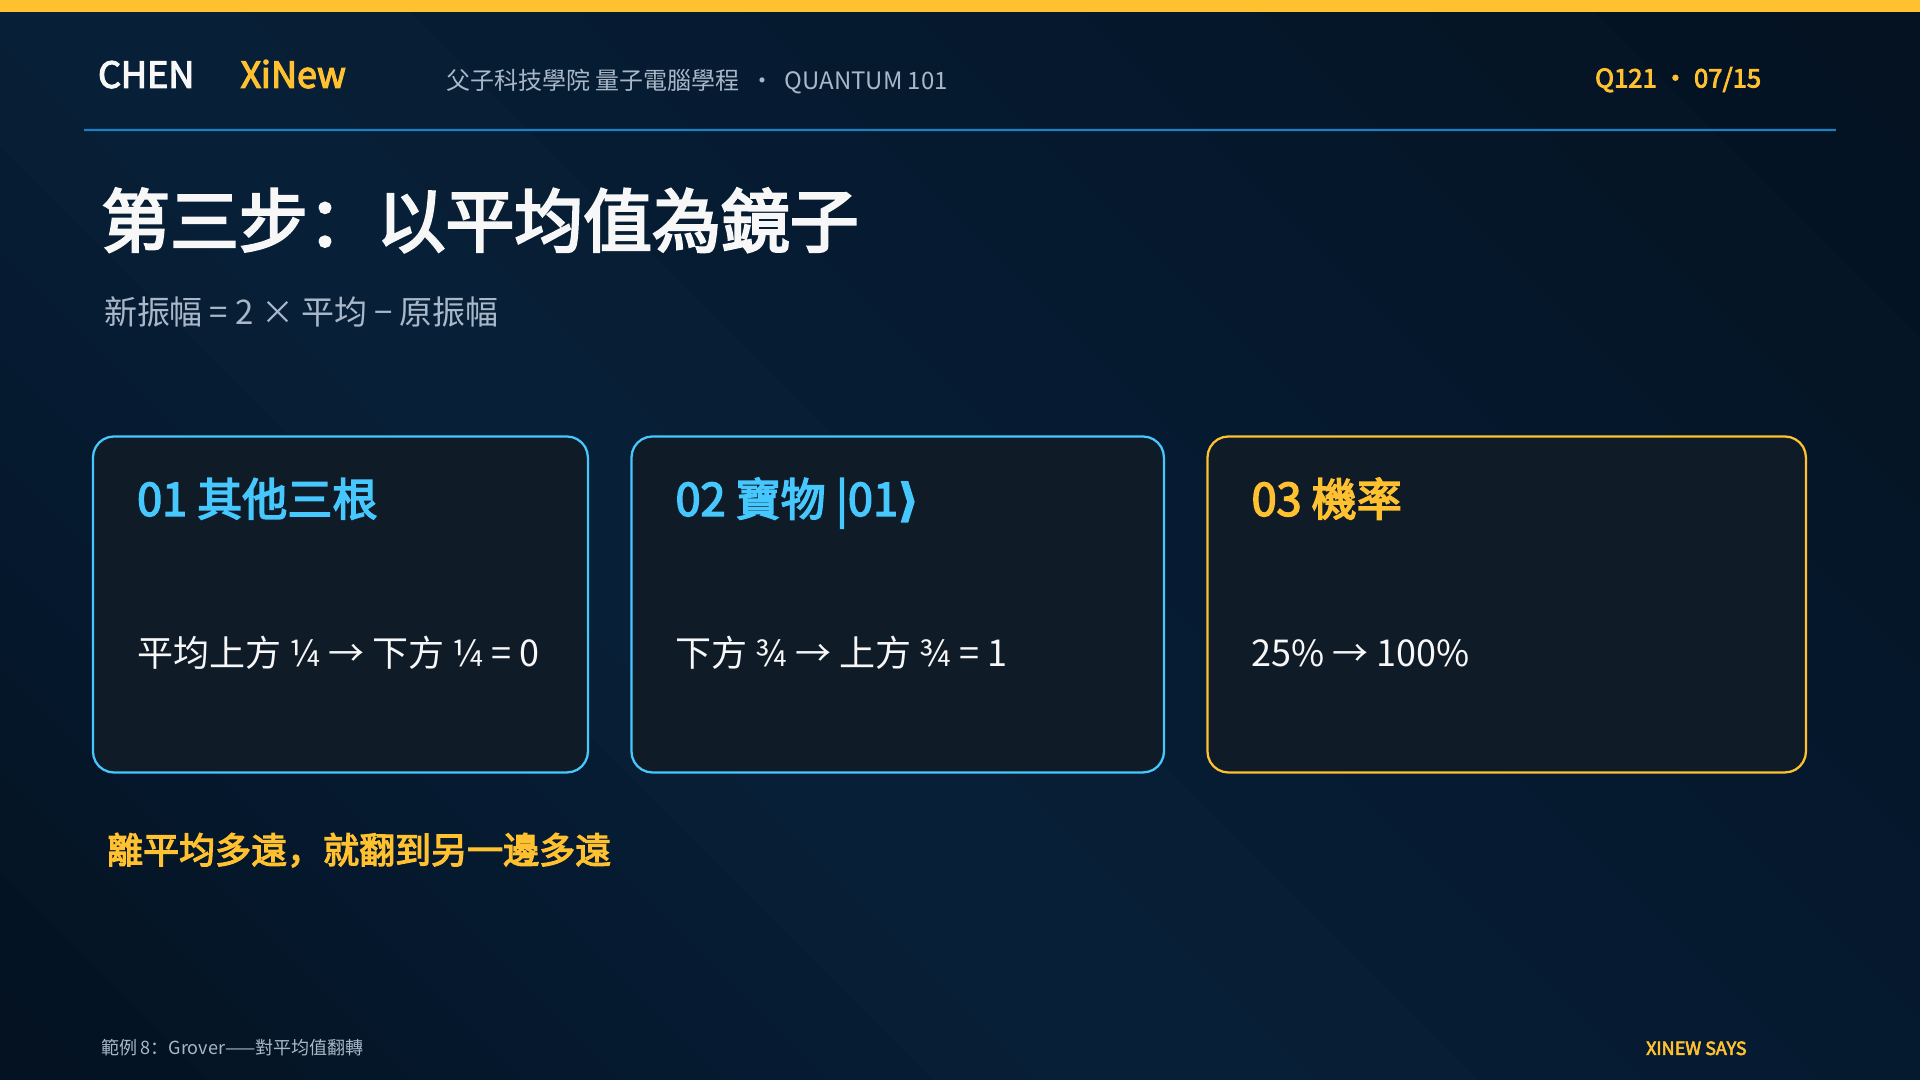 CHEN XiNew 父子科技學院 量子電腦學程 · QUANTUM 101 Q121 · 07/15
第三步：以平均值為鏡子
新振幅 = 2 × 平均 − 原振幅
01 其他三根
平均上方 ¼ → 下方 ¼ = 0
02 寶物 |01⟩
下方 ¾ → 上方 ¾ = 1
03 機率
25% → 100%
離平均多遠，就翻到另一邊多遠
範例 8：Grover——對平均值翻轉
XINEW SAYS